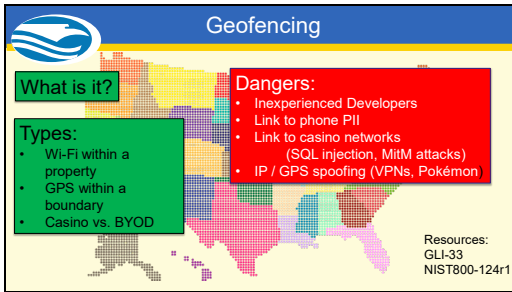 Geofencing
What is it?
Types:
• Wi-Fi within a
property
• GPS within a
boundary
• Casino vs. BYOD
Dangers:
• Inexperienced Developers
• Link to phone PII
• Link to casino networks
(SQL injection, MitM attacks)
• IP / GPS spoofing (VPNs, Pokémon)
Resources:
GLI-33
NIST800-124r1